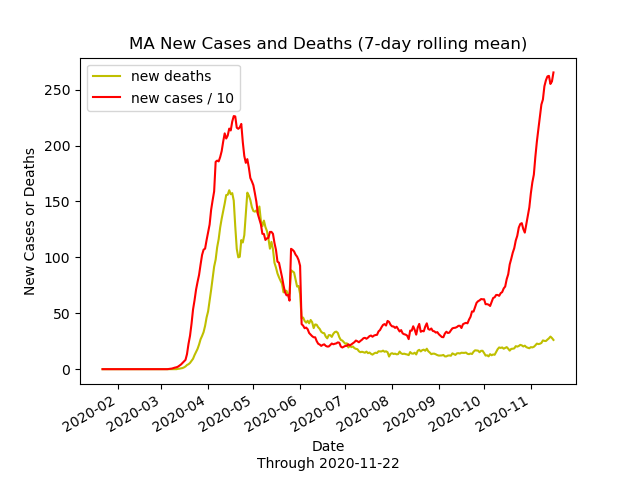 MA New Cases and Deaths (7-day rolling mean)
new deaths
new cases / 10
New Cases or Deaths
250
200
150
100
50
0
2020-02
2020-03
2020-04
2020-05
2020-06
2020-07
2020-08
2020-09
2020-10
2020-11
Date
Through 2020-11-22